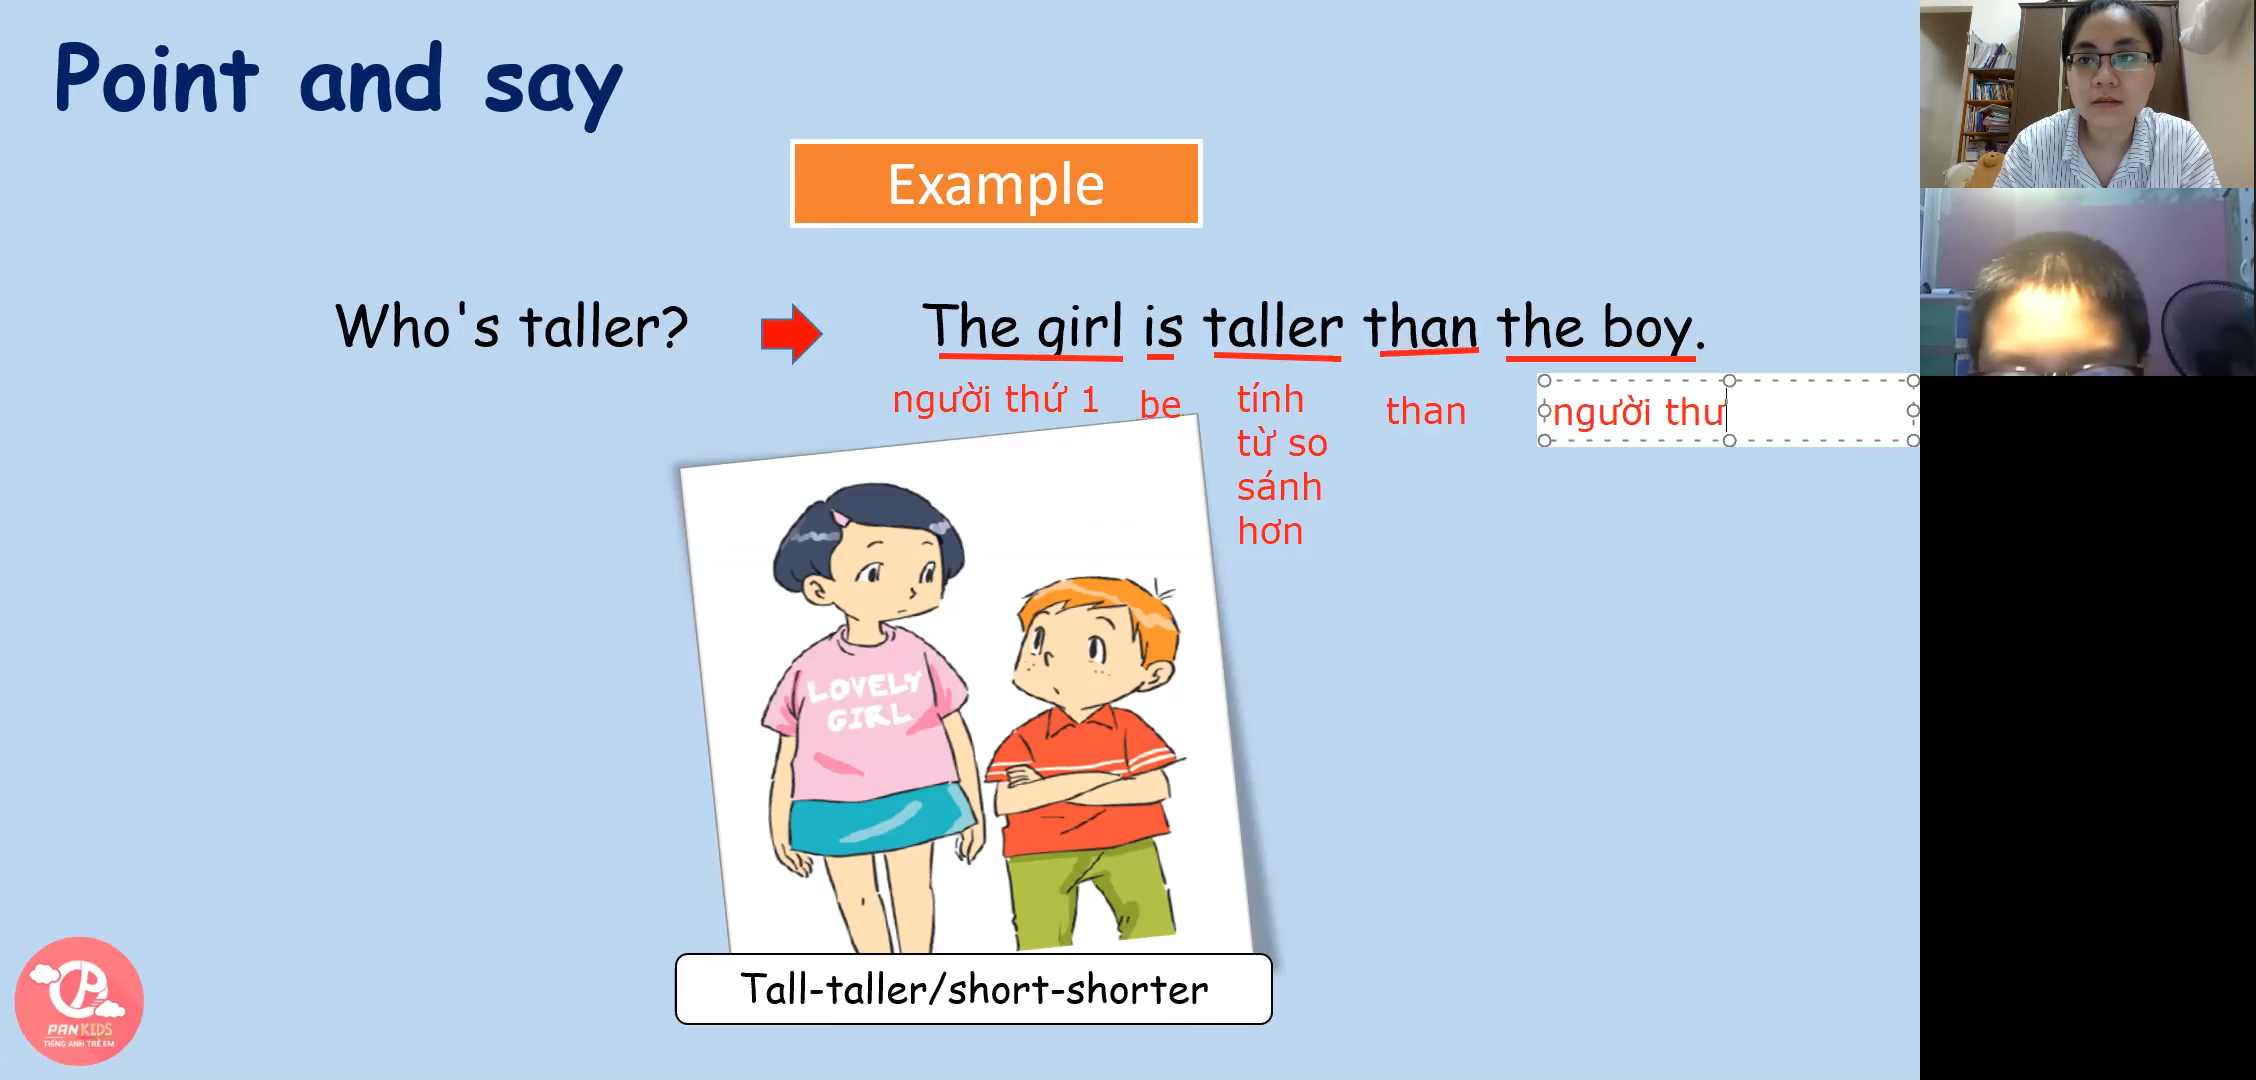 Point and say
Example
Who's taller?
The girl is taller than the boy.
người thứ 1
be
tính
từ so
sánh
hơn
than
người thư
LOVELY
GIRL
Tall-taller/short-shorter
PANKIDS
TIẾNG ANH TRẺ EM